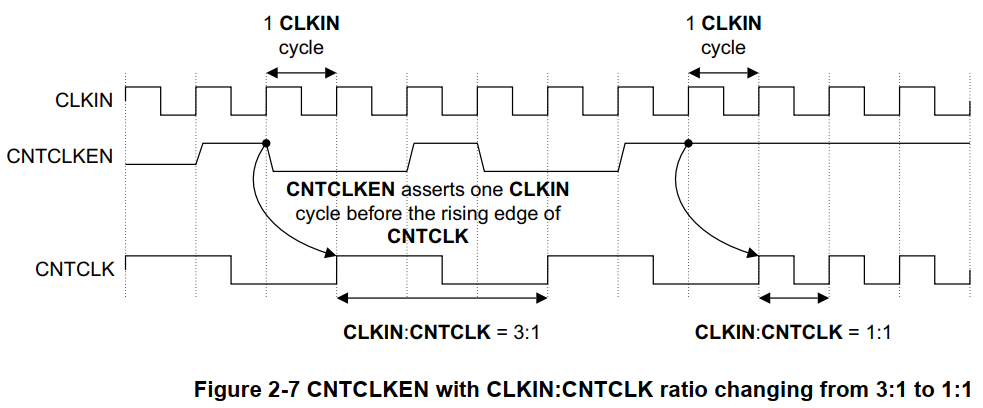 1 CLKIN
cycle
1 CLKIN
cycle
CLKIN
CNTCLKEN
CNTCLKEN asserts one CLKIN
cycle before the rising edge of
CNTCLK
CNTCLK
CLKIN:CNTCLK = 3:1
CLKIN:CNTCLK = 1:1
Figure 2-7 CNTCLKEN with CLKIN:CNTCLK ratio changing from 3:1 to 1:1